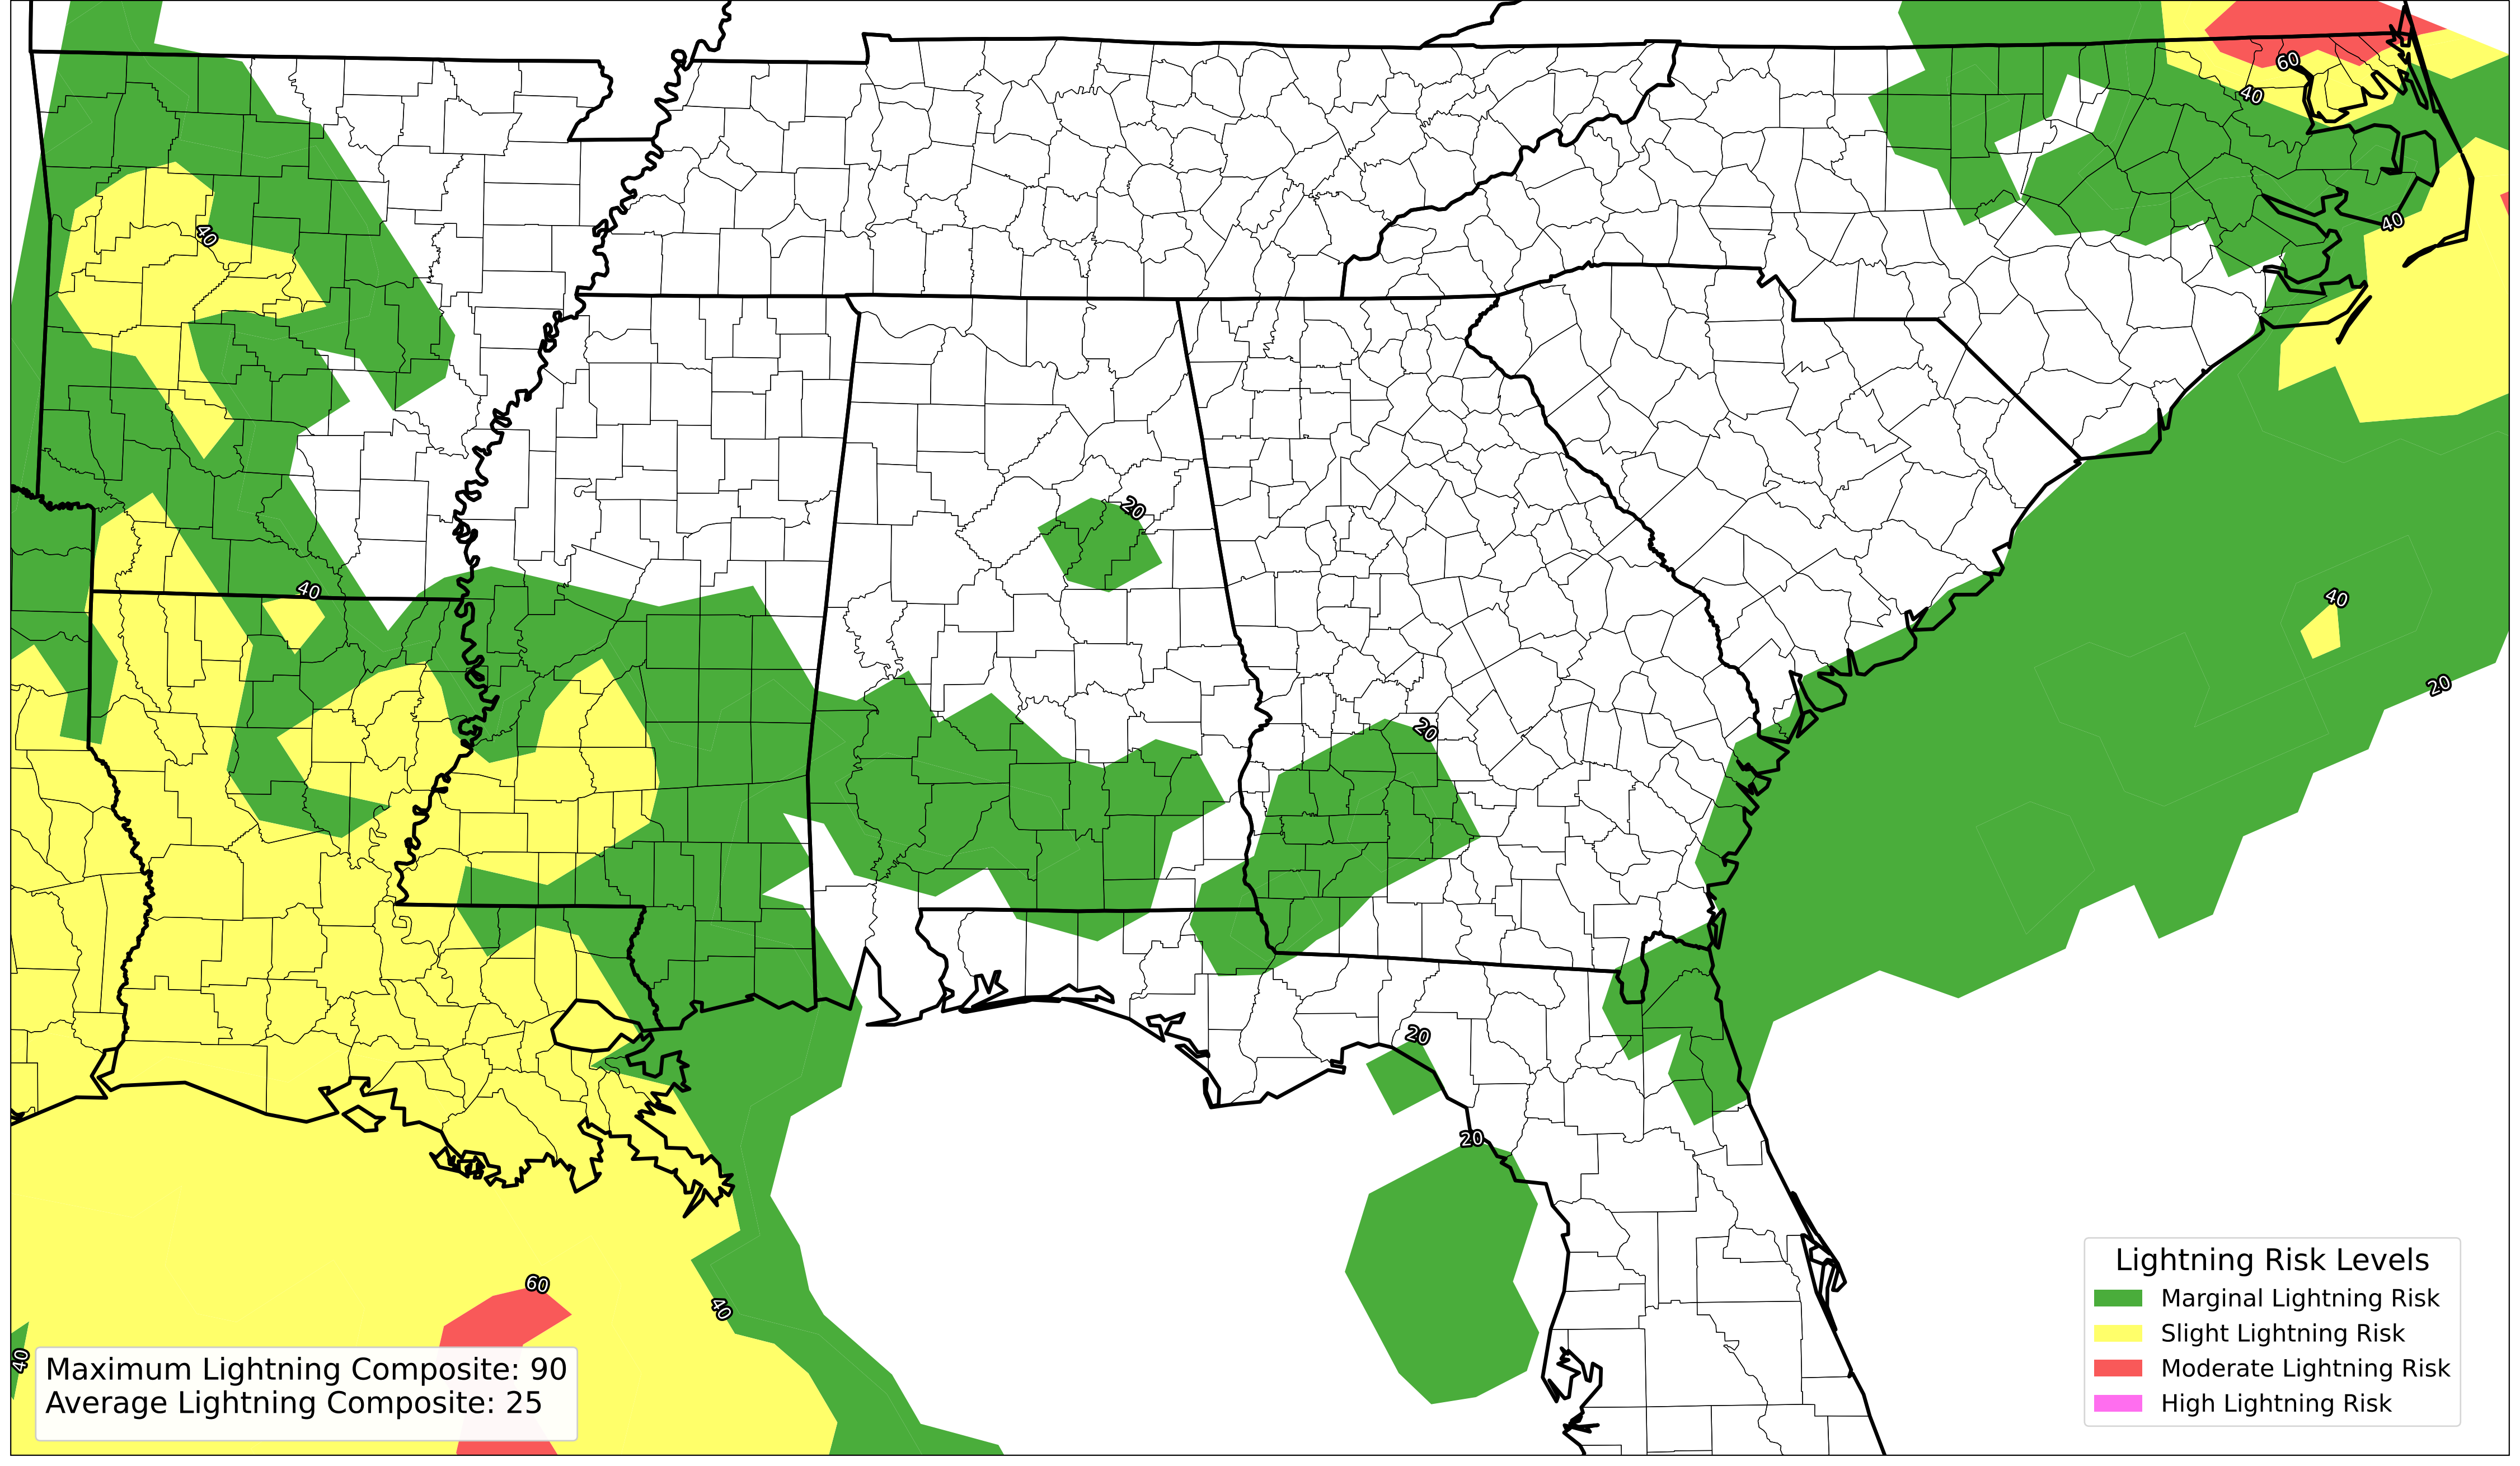 60
40
40
40
20
40
40
20
20
20
20
60
40
40
Lightning Risk Levels
Marginal Lightning Risk
Slight Lightning Risk
Moderate Lightning Risk
High Lightning Risk
Maximum Lightning Composite: 90
Average Lightning Composite: 25